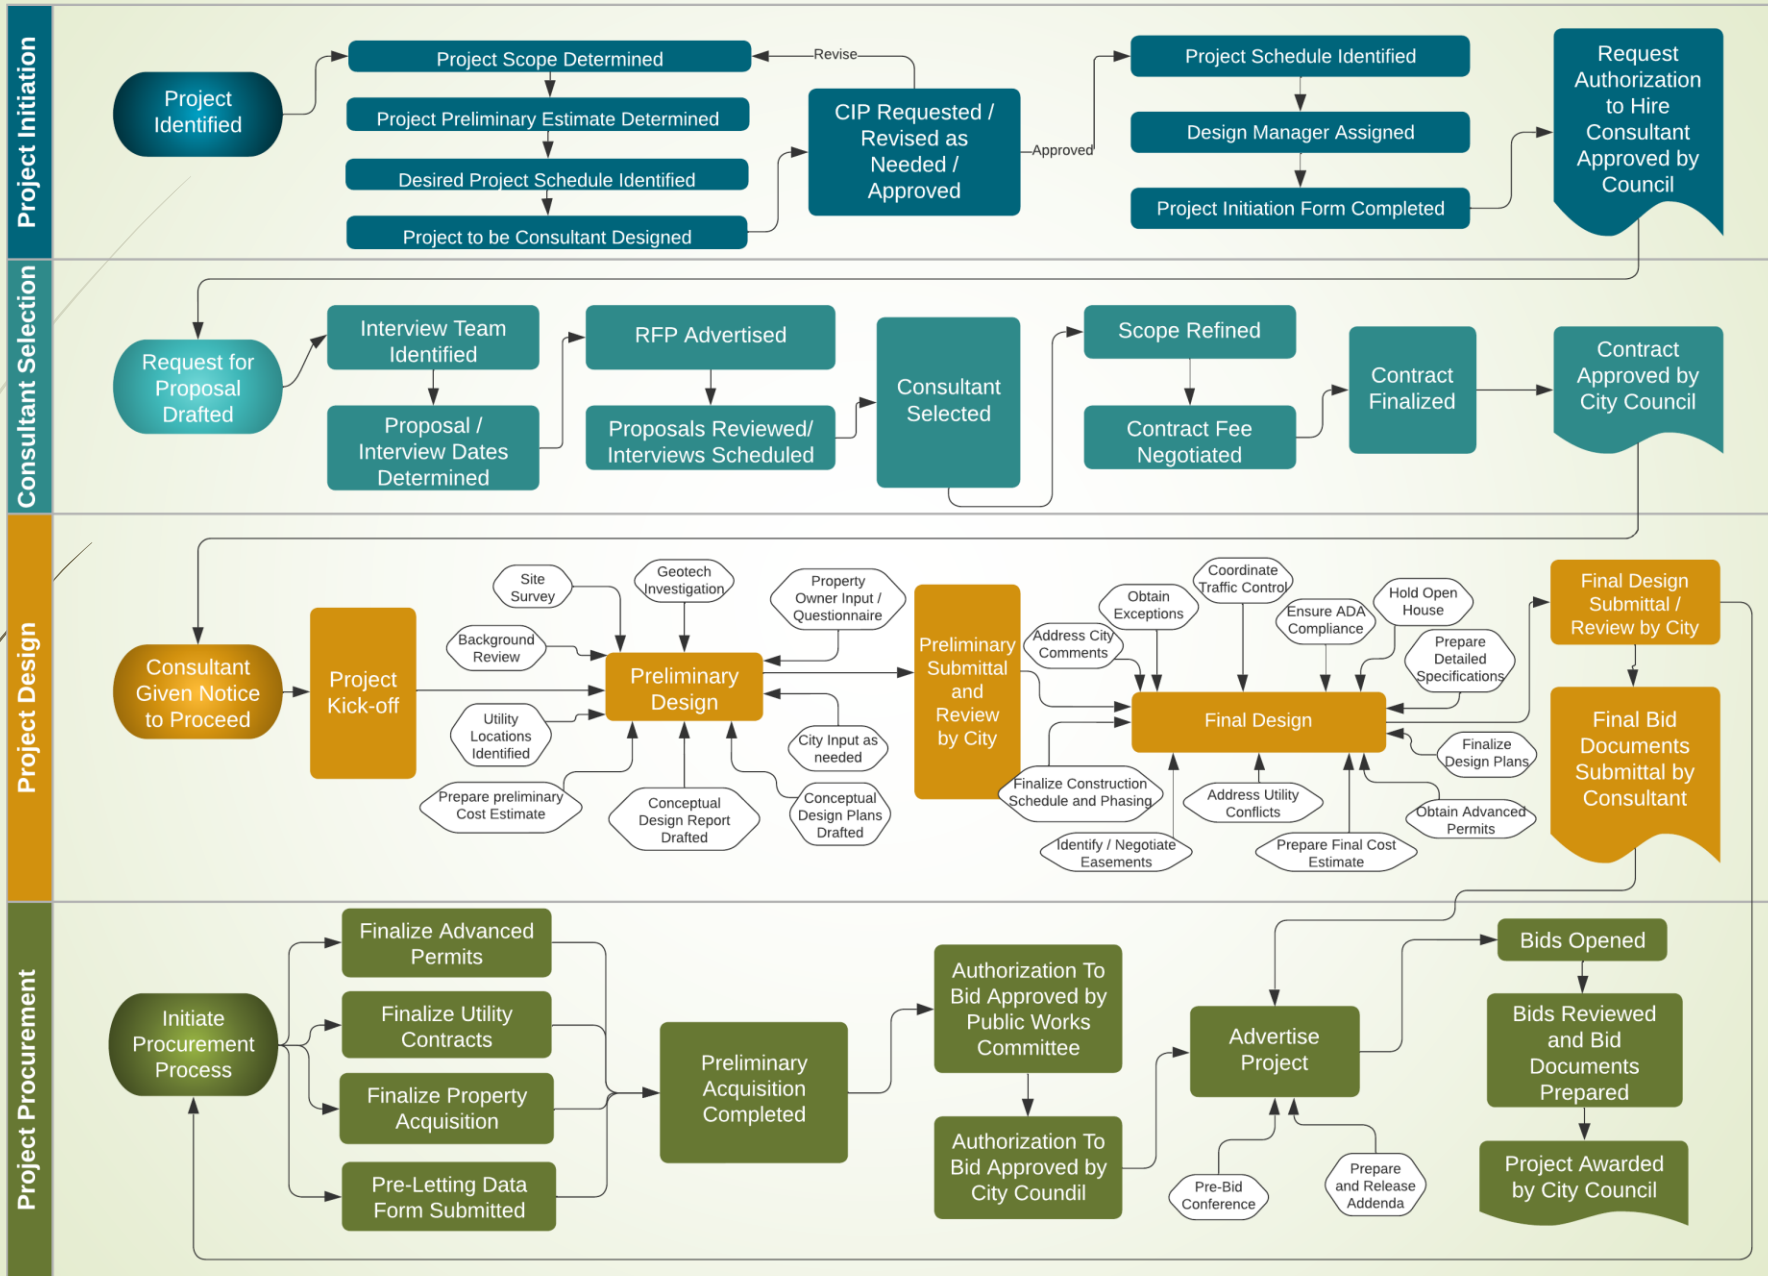 Project Initiation
Project
Identified
Project Scope Determined
Project Preliminary Estimate Determined
Desired Project Schedule Identified
Project to be Consultant Designed
Revise
CIP Requested /
Revised as
Needed /
Approved
Approved
Project Schedule Identified
Design Manager Assigned
Project Initiation Form Completed
Request
Authorization
to Hire
Consultant
Approved by
Council
Consultant Selection
Request for
Proposal
Drafted
Interview Team
Identified
Proposal /
Interview Dates
Determined
RFP Advertised
Proposals Reviewed/
Interviews Scheduled
Consultant
Selected
Scope Refined
Contract Fee
Negotiated
Contract
Finalized
Contract
Approved by
City Council
Project Design
Consultant
Given Notice
to Proceed
Project
Kick-off
Site
Survey
Geotech
Investigation
Property
Owner Input /
Questionnaire
Background
Review
Preliminary
Design
Utility
Locations
Identified
City Input as
needed
Prepare preliminary
Cost Estimate
Conceptual
Design Report
Drafted
Conceptual
Design Plans
Drafted
Preliminary
Submittal
and
Review
by City
Address City
Comments
Obtain
Exceptions
Coordinate
Traffic Control
Ensure ADA
Compliance
Hold Open
House
Prepare
Detailed
Specifications
Final Design
Finalize
Design Plans
Finalize Construction
Schedule and Phasing
Address Utility
Conflicts
Obtain Advanced
Permits
Identify / Negotiate
Easements
Prepare Final Cost
Estimate
Final Design
Submittal /
Review by City
Final Bid
Documents
Submittal by
Consultant
Project Procurement
Initiate
Procurement
Process
Finalize Advanced
Permits
Finalize Utility
Contracts
Finalize Property
Acquisition
Pre-Letting Data
Form Submitted
Preliminary
Acquisition
Completed
Authorization To
Bid Approved by
Public Works
Committee
Authorization To
Bid Approved by
City Coundil
Advertise
Project
Pre-Bid
Conference
Prepare
and Release
Addenda
Bids Opened
Bids Reviewed
and Bid
Documents
Prepared
Project Awarded
by City Council